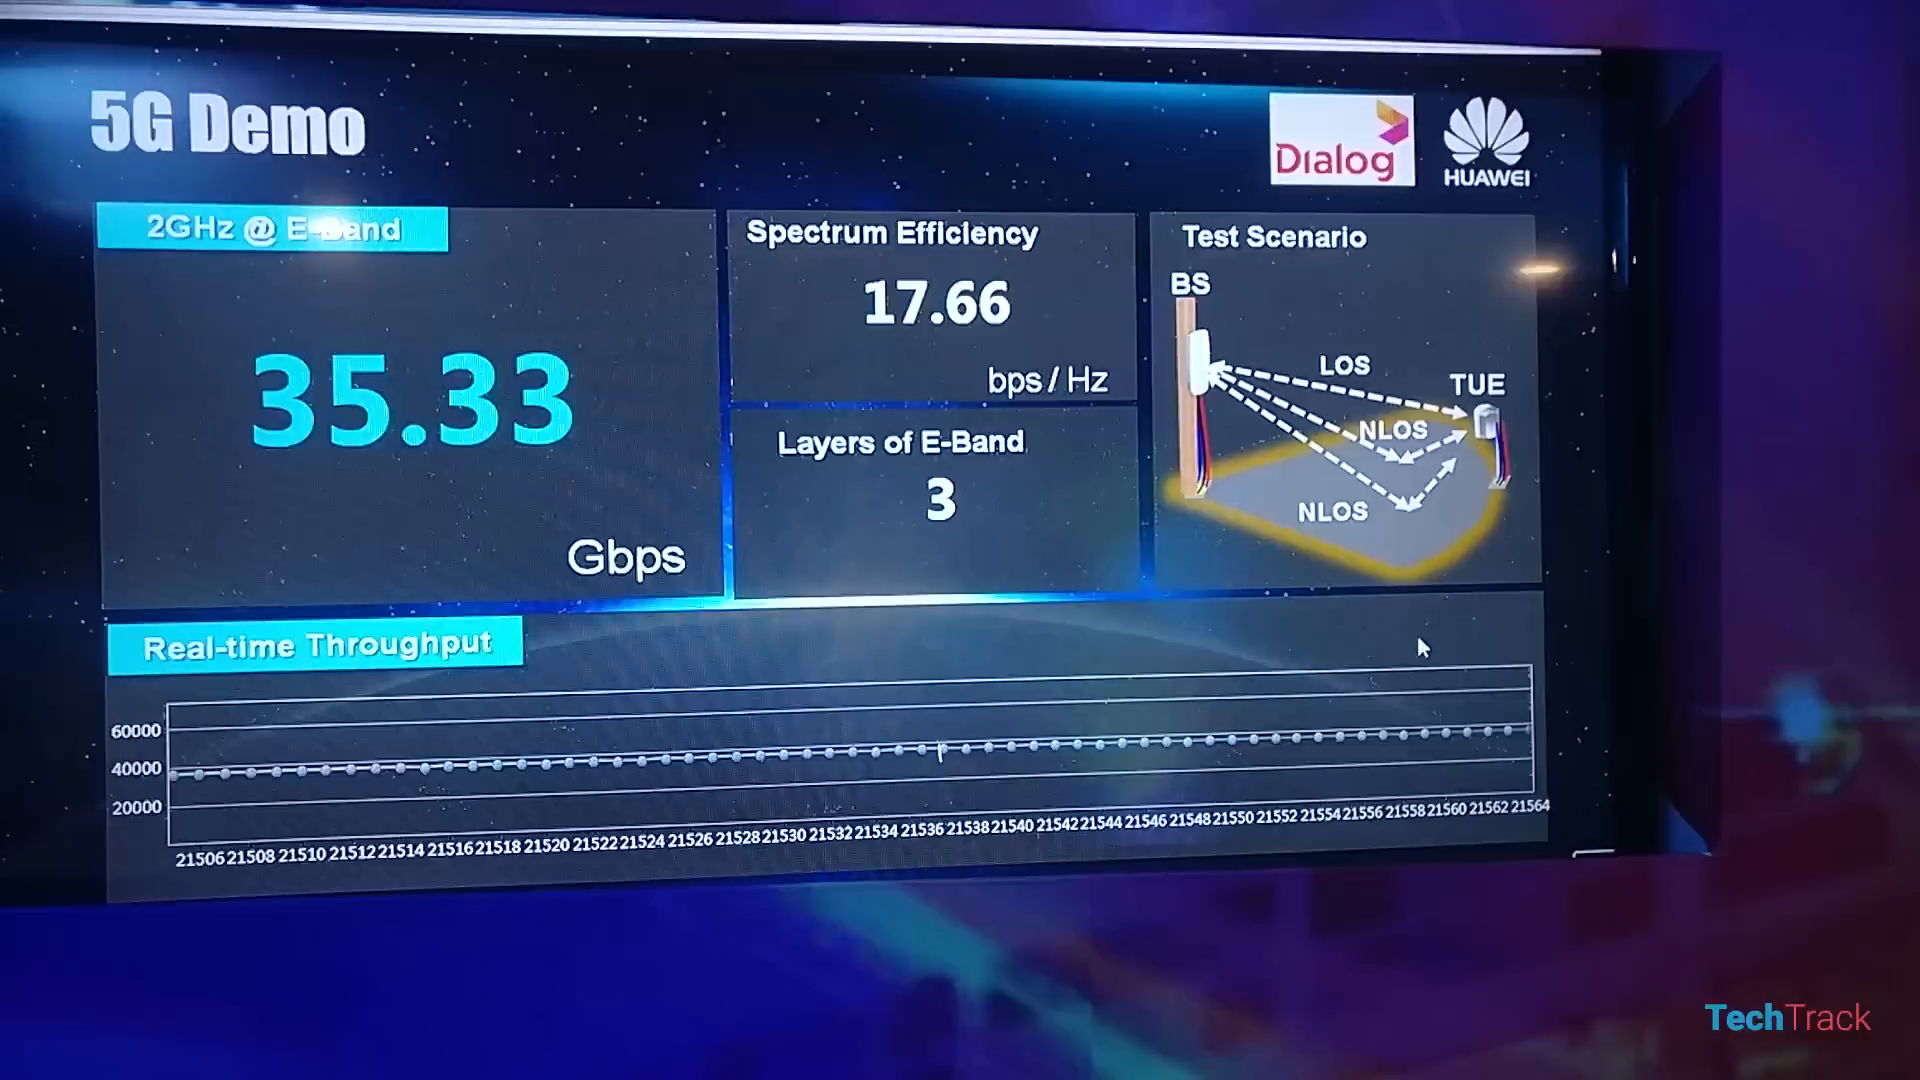 5G Demo
Dialog
HUAWEI
2GHz @ E-Band
35.33
Gbps
Spectrum Efficiency
17.66
bps / Hz
Layers of E-Band
3
Test Scenario
BS
LOS
TUE
NLOS
NLOS
Real-time Throughput
60000
40000
20000
21506 21508 21510 21512 21514 21516 21518 21520 21522 21524 21526 21528 21530 21532 21534 21536 21538 21540 21542 21544 21546 21548 21550 21552 21554 21556 21558 21560 21562 21564
TechTrack